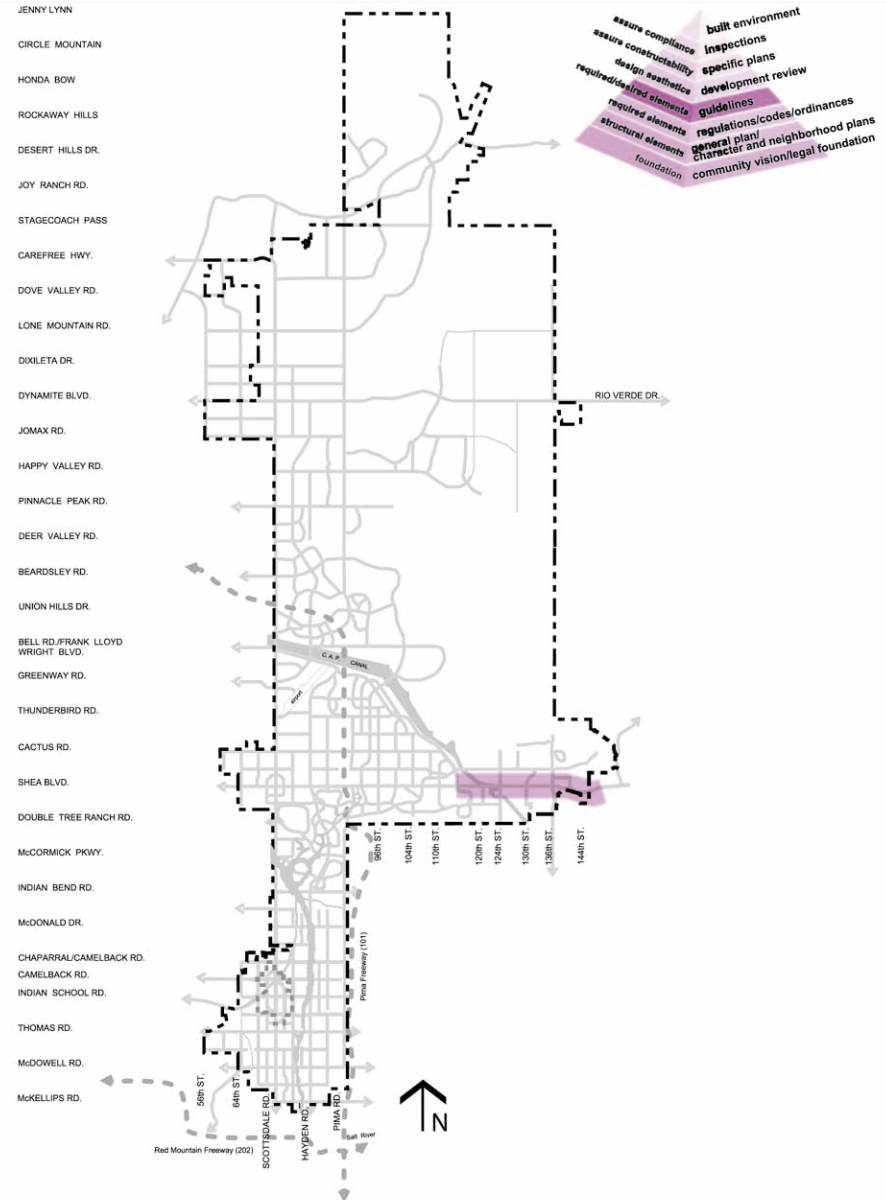 JENNY LYNN
CIRCLE MOUNTAIN
HONDA BOW
ROCKAWAY HILLS
DESERT HILLS DR.
JOY RANCH RD.
STAGECOACH PASS
CAREFREE HWY.
DOVE VALLEY RD.
LONE MOUNTAIN RD.
DIXILETA DR.
DYNAMITE BLVD.
JOMAX RD.
HAPPY VALLEY RD.
PINNACLE PEAK RD.
DEER VALLEY RD.
BEARDSLEY RD.
UNION HILLS DR.
BELL RD./FRANK LLOYD
WRIGHT BLVD.
GREENWAY RD.
THUNDERBIRD RD.
CACTUS RD.
SHEA BLVD.
DOUBLE TREE RANCH RD.
McCORMICK PKWY.
INDIAN BEND RD.
McDONALD DR.
CHAPARRAL/CAMELBACK RD.
CAMELBACK RD.
INDIAN SCHOOL RD.
THOMAS RD.
McDOWELL RD.
McKELLIPS RD.
assure compliance
assure constructability
design aesthetics
required/desired elements
required elements
structural elements
foundation
built environment
inspections
specific plans
development review
guidelines
regulations/codes/ordinances
general plan/
character and neighborhood plans
community vision/legal foundation
RIO VERDE DR.
C. A. P. CANAL
airport
96th ST.
104th ST.
110th ST.
120th ST.
124th ST.
130th ST.
136th ST.
144th ST.
Pima Freeway (101)
56th ST.
64th ST.
SCOTTSDALE RD.
HAYDEN RD.
PIMA RD.
N
Salt River
Red Mountain Freeway (202)